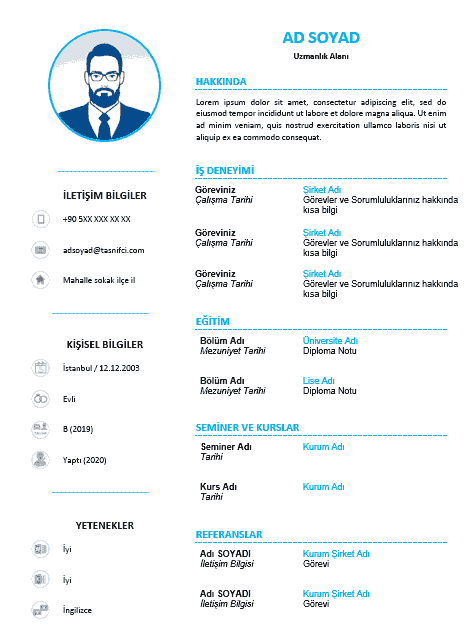 AD SOYAD
Uzmanlık Alanı
HAKKINDA
Lorem ipsum dolor sit amet, consectetur adipiscing elit, sed do
eiusmod tempor incididunt ut labore et dolore magna aliqua. Ut enim
ad minim veniam, quis nostrud exercitation ullamco laboris nisi ut
aliquip ex ea commodo consequat.
İLETİŞİM BİLGİLER
+90 5XX XXX XX XX
adsoyad@tasnifci.com
Mahalle sokak ilçe il
KİŞİSEL BİLGİLER
İstanbul / 12.12.2003
Evli
B (2019)
Yaptı (2020)
YETENEKLER
İyi
İyi
İngilizce
İŞ DENEYİMİ
Göreviniz Şirket Adı
Çalışma Tarihi Görevler ve Sorumluluklarınız hakkında
kısa bilgi
Göreviniz Şirket Adı
Çalışma Tarihi Görevler ve Sorumluluklarınız hakkında
kısa bilgi
Göreviniz Şirket Adı
Çalışma Tarihi Görevler ve Sorumluluklarınız hakkında
kısa bilgi
EĞİTİM
Bölüm Adı Üniversite Adı
Mezuniyet Tarihi Diploma Notu
Bölüm Adı Lise Adı
Mezuniyet Tarihi Diploma Notu
SEMİNER VE KURSLAR
Seminer Adı Kurum Adı
Tarihi
Kurs Adı Kurum Adı
Tarihi
REFERANSLAR
Adı SOYADI Kurum Şirket Adı
İletişim Bilgisi Görevi
Adı SOYADI Kurum Şirket Adı
İletişim Bilgisi Görevi